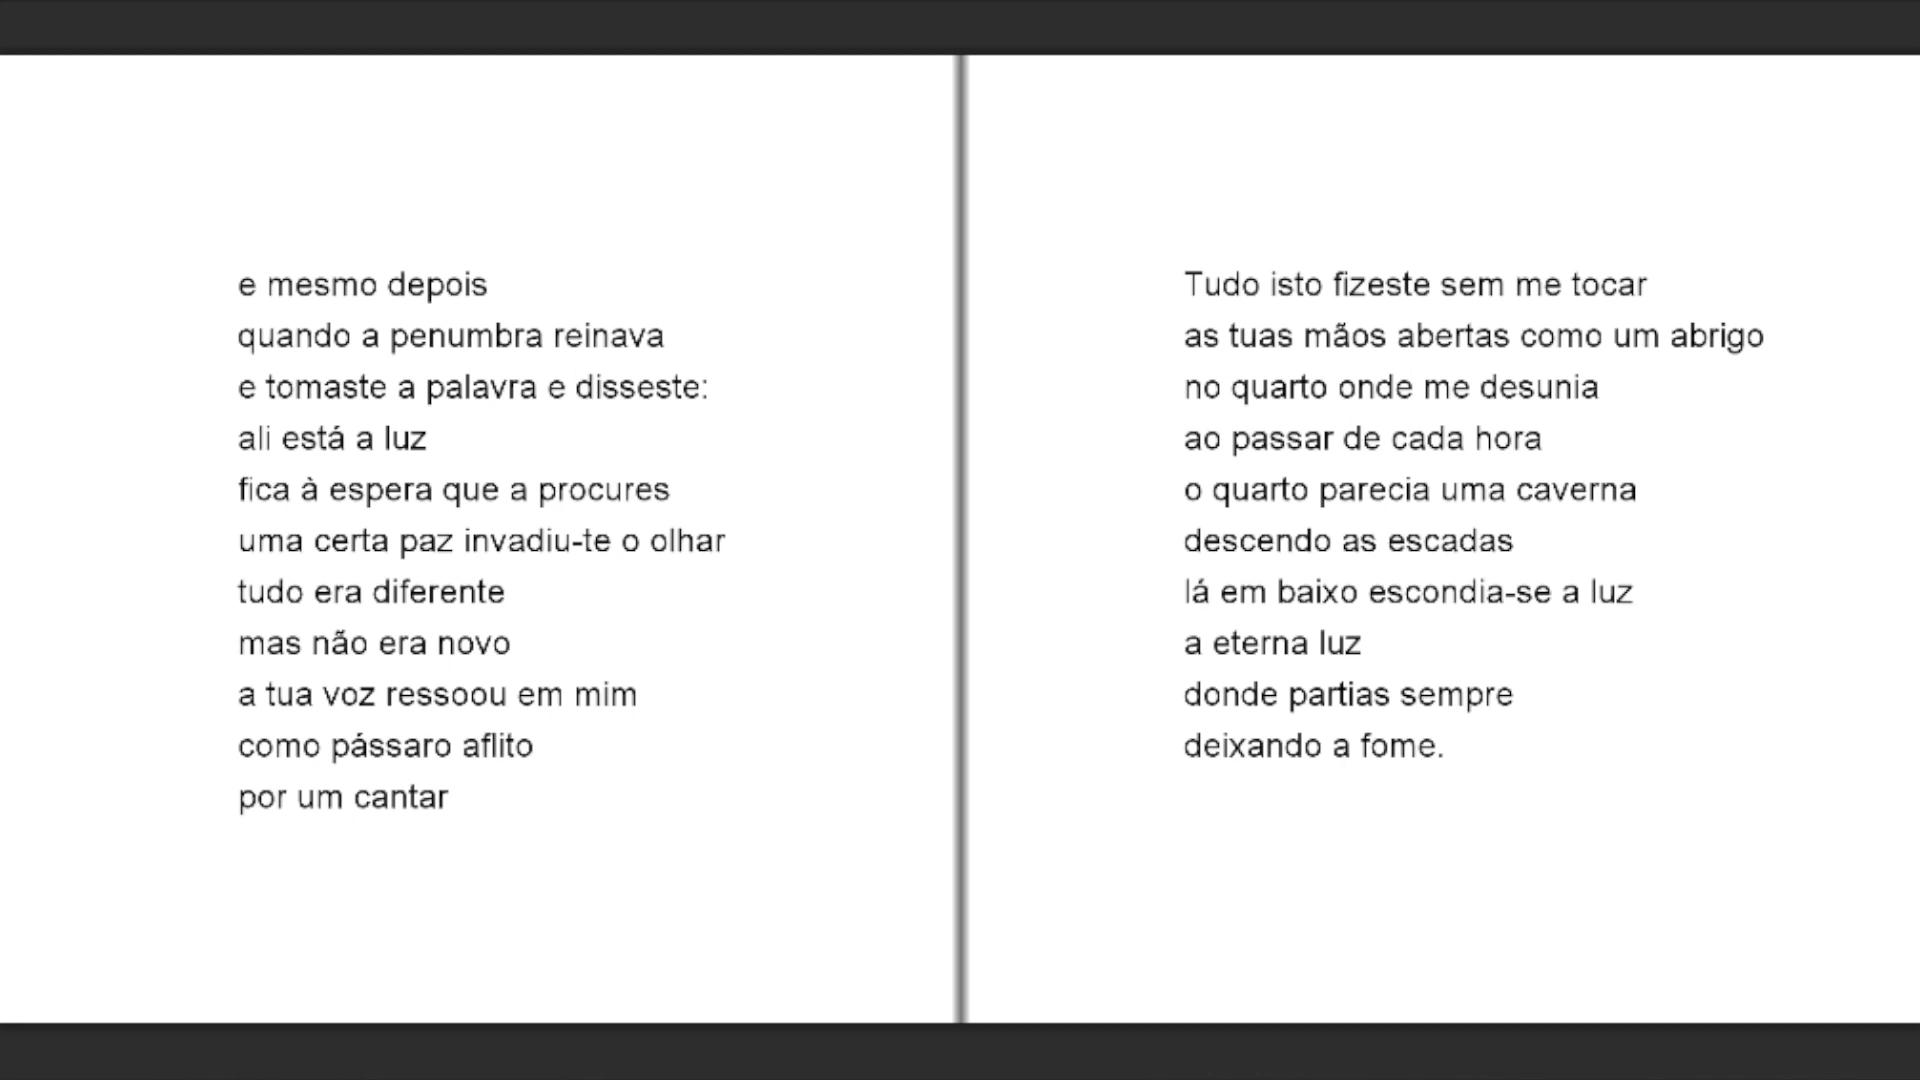 e mesmo depois
quando a penumbra reinava
e tomaste a palavra e disseste:
ali está a luz
fica à espera que a procures
uma certa paz invadiu-te o olhar
tudo era diferente
mas não era novo
a tua voz ressoou em mim
como pássaro aflito
por um cantar
Tudo isto fizeste sem me tocar
as tuas mãos abertas como um abrigo
no quarto onde me desunia
ao passar de cada hora
o quarto parecia uma caverna
descendo as escadas
lá em baixo escondia-se a luz
a eterna luz
donde partias sempre
deixando a fome.